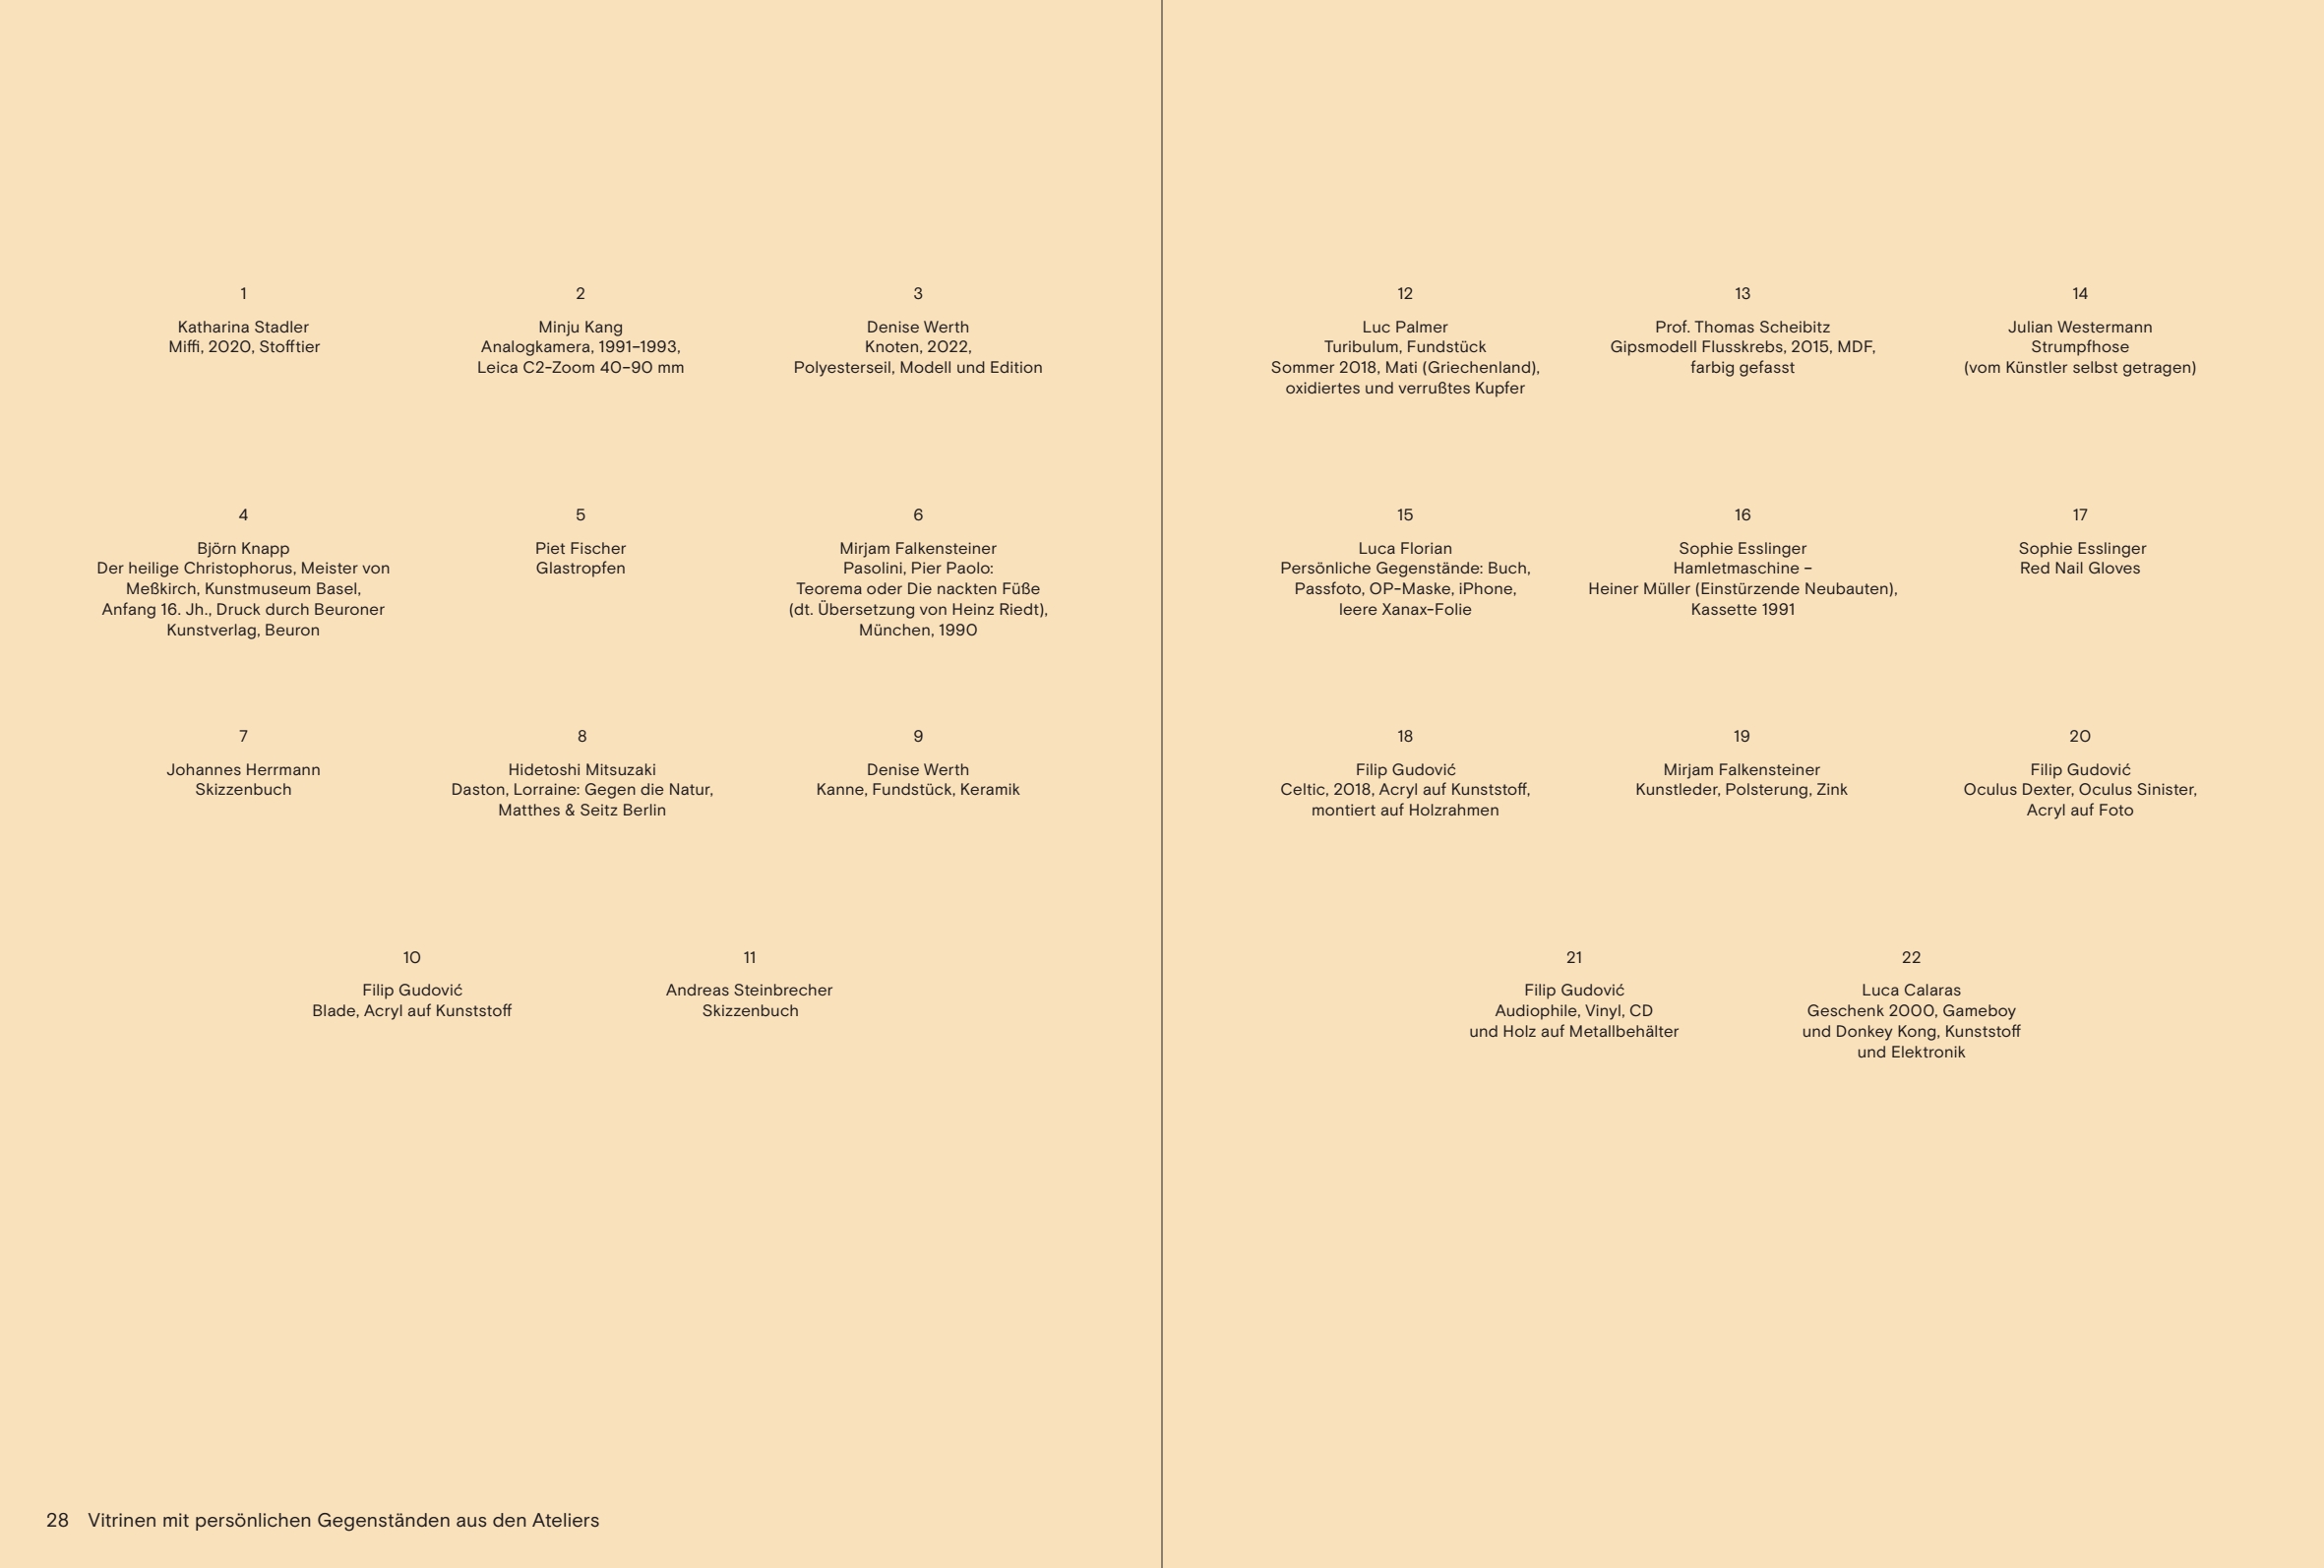 1
Katharina Stadler
Miffi, 2020, Stofftier
2
Minju Kang
Analogkamera, 1991–1993,
Leica C2-Zoom 40–90 mm
3
Denise Werth
Knoten, 2022,
Polyesterseil, Modell und Edition
4
Björn Knapp
Der heilige Christophorus, Meister von
Meßkirch, Kunstmuseum Basel,
Anfang 16. Jh., Druck durch Beuroner
Kunstverlag, Beuron
5
Piet Fischer
Glastropfen
6
Mirjam Falkensteiner
Pasolini, Pier Paolo:
Teorema oder Die nackten Füße
(dt. Übersetzung von Heinz Riedt),
München, 1990
7
Johannes Herrmann
Skizzenbuch
8
Hidetoshi Mitsuzaki
Daston, Lorraine: Gegen die Natur,
Matthes & Seitz Berlin
9
Denise Werth
Kanne, Fundstück, Keramik
10
Filip Gudović
Blade, Acryl auf Kunststoff
11
Andreas Steinbrecher
Skizzenbuch
28 Vitrinen mit persönlichen Gegenständen aus den Ateliers
12
Luc Palmer
Turibulum, Fundstück
Sommer 2018, Mati (Griechenland),
oxidiertes und verrußtes Kupfer
13
Prof. Thomas Scheibitz
Gipsmodell Flusskrebs, 2015, MDF,
farbig gefasst
14
Julian Westermann
Strumpfhose
(vom Künstler selbst getragen)
15
Luca Florian
Persönliche Gegenstände: Buch,
Passfoto, OP-Maske, iPhone,
leere Xanax-Folie
16
Sophie Esslinger
Hamletmaschine –
Heiner Müller (Einstürzende Neubauten),
Kassette 1991
17
Sophie Esslinger
Red Nail Gloves
18
Filip Gudović
Celtic, 2018, Acryl auf Kunststoff,
montiert auf Holzrahmen
19
Mirjam Falkensteiner
Kunstleder, Polsterung, Zink
20
Filip Gudović
Oculus Dexter, Oculus Sinister,
Acryl auf Foto
21
Filip Gudović
Audiophile, Vinyl, CD
und Holz auf Metallbehälter
22
Luca Calaras
Geschenk 2000, Gameboy
und Donkey Kong, Kunststoff
und Elektronik